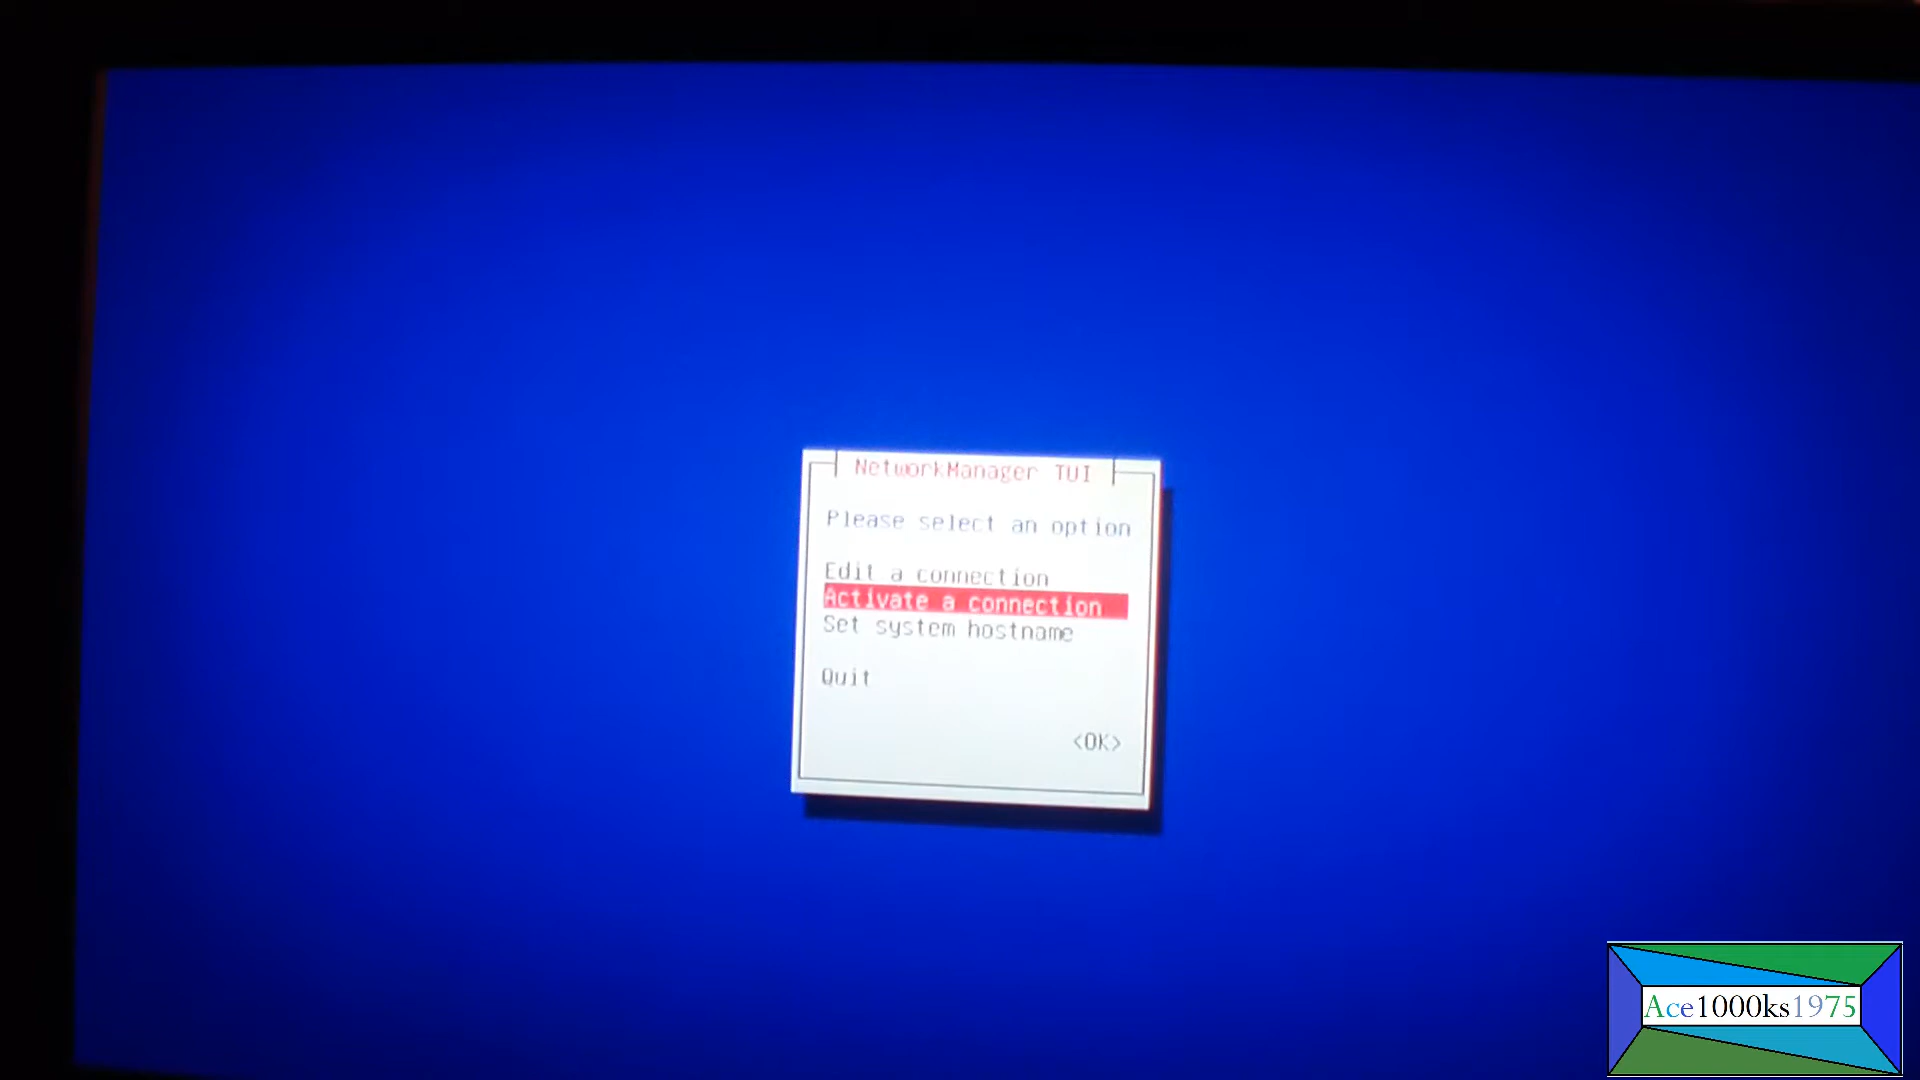 NetworkManager TUI
Please select an option
Edit a connection
Activate a connection
Set system hostname
Quit
<OK>
Ace1000ks1975